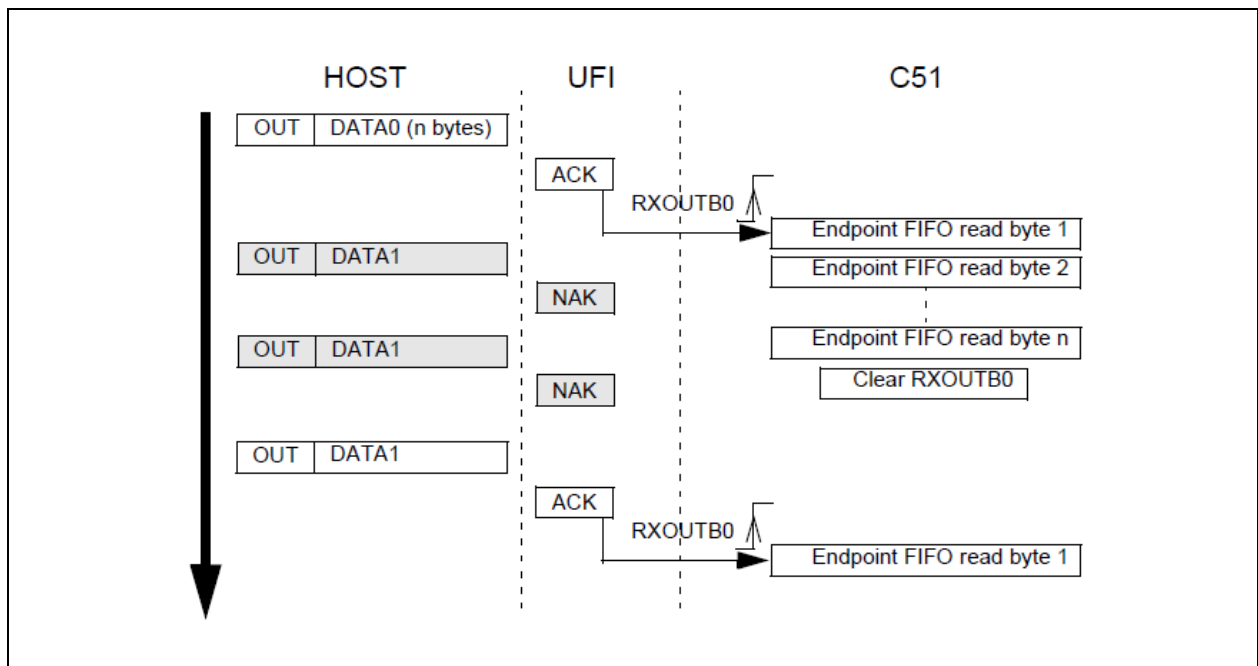 HOST UFI C51
OUT DATA0 (n bytes)
ACK
RXOUTB0
Endpoint FIFO read byte 1
OUT DATA1
Endpoint FIFO read byte 2
NAK
OUT DATA1
Endpoint FIFO read byte n
Clear RXOUTB0
NAK
OUT DATA1
ACK
RXOUTB0
Endpoint FIFO read byte 1